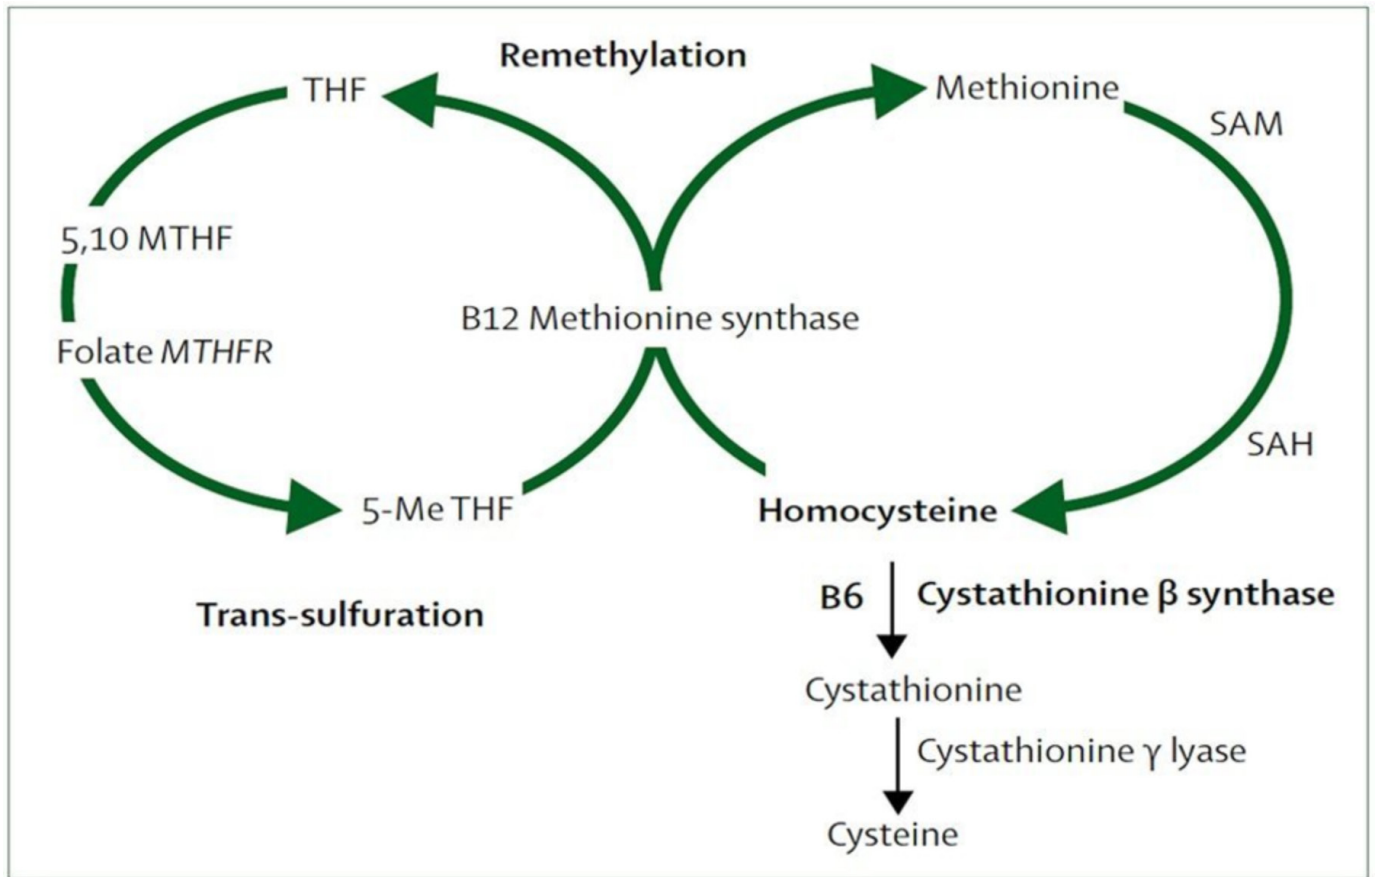 Remethylation
THF
Methionine
SAM
5,10 MTHF
B12 Methionine synthase
Folate MTHFR
SAH
5-Me THF
Homocysteine
B6
Cystathionine β synthase
Trans-sulfuration
Cystathionine
Cystathionine γ lyase
Cysteine